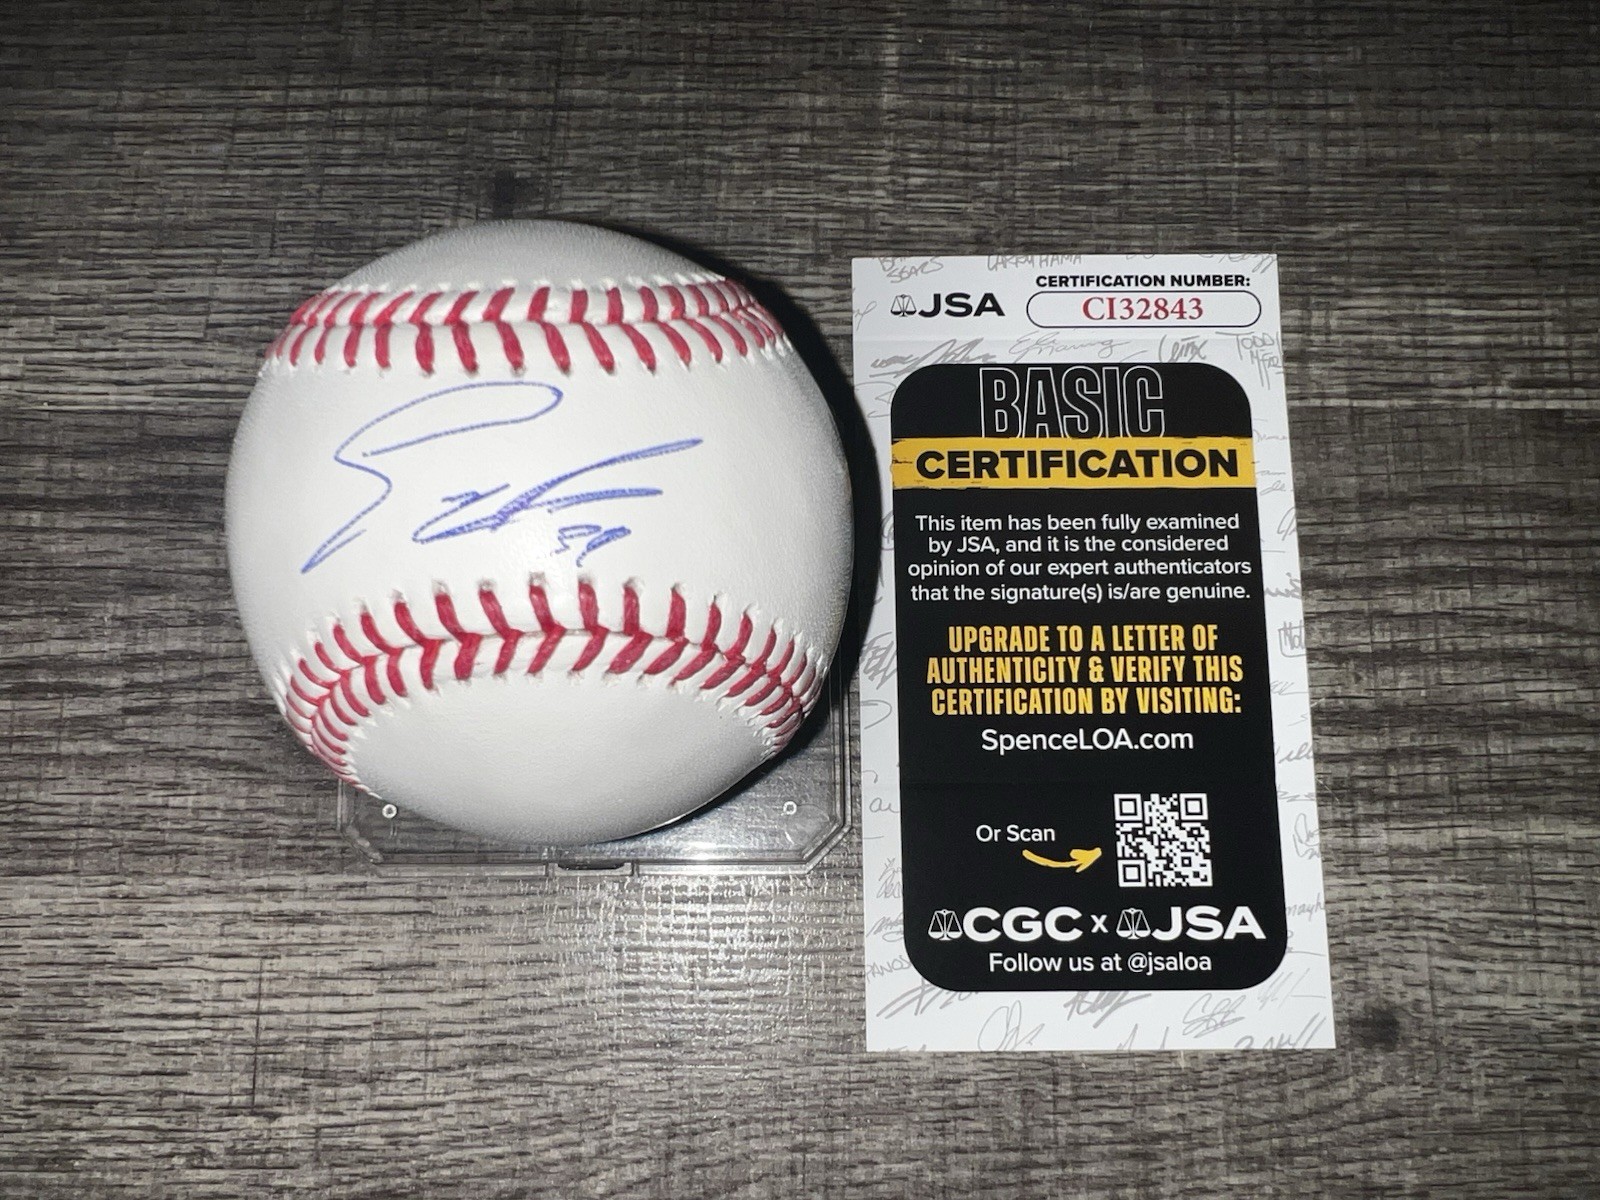 39
JSA
CERTIFICATION NUMBER:
CI32843
BASIC
CERTIFICATION
This item has been fully examined
by JSA, and it is the considered
opinion of our expert authenticators
that the signature(s) is/are genuine.
UPGRADE TO A LETTER OF
AUTHENTICITY & VERIFY THIS
CERTIFICATION BY VISITING:
SpenceLOA.com
Or Scan
CGC x JSA
Follow us at @jsaloa